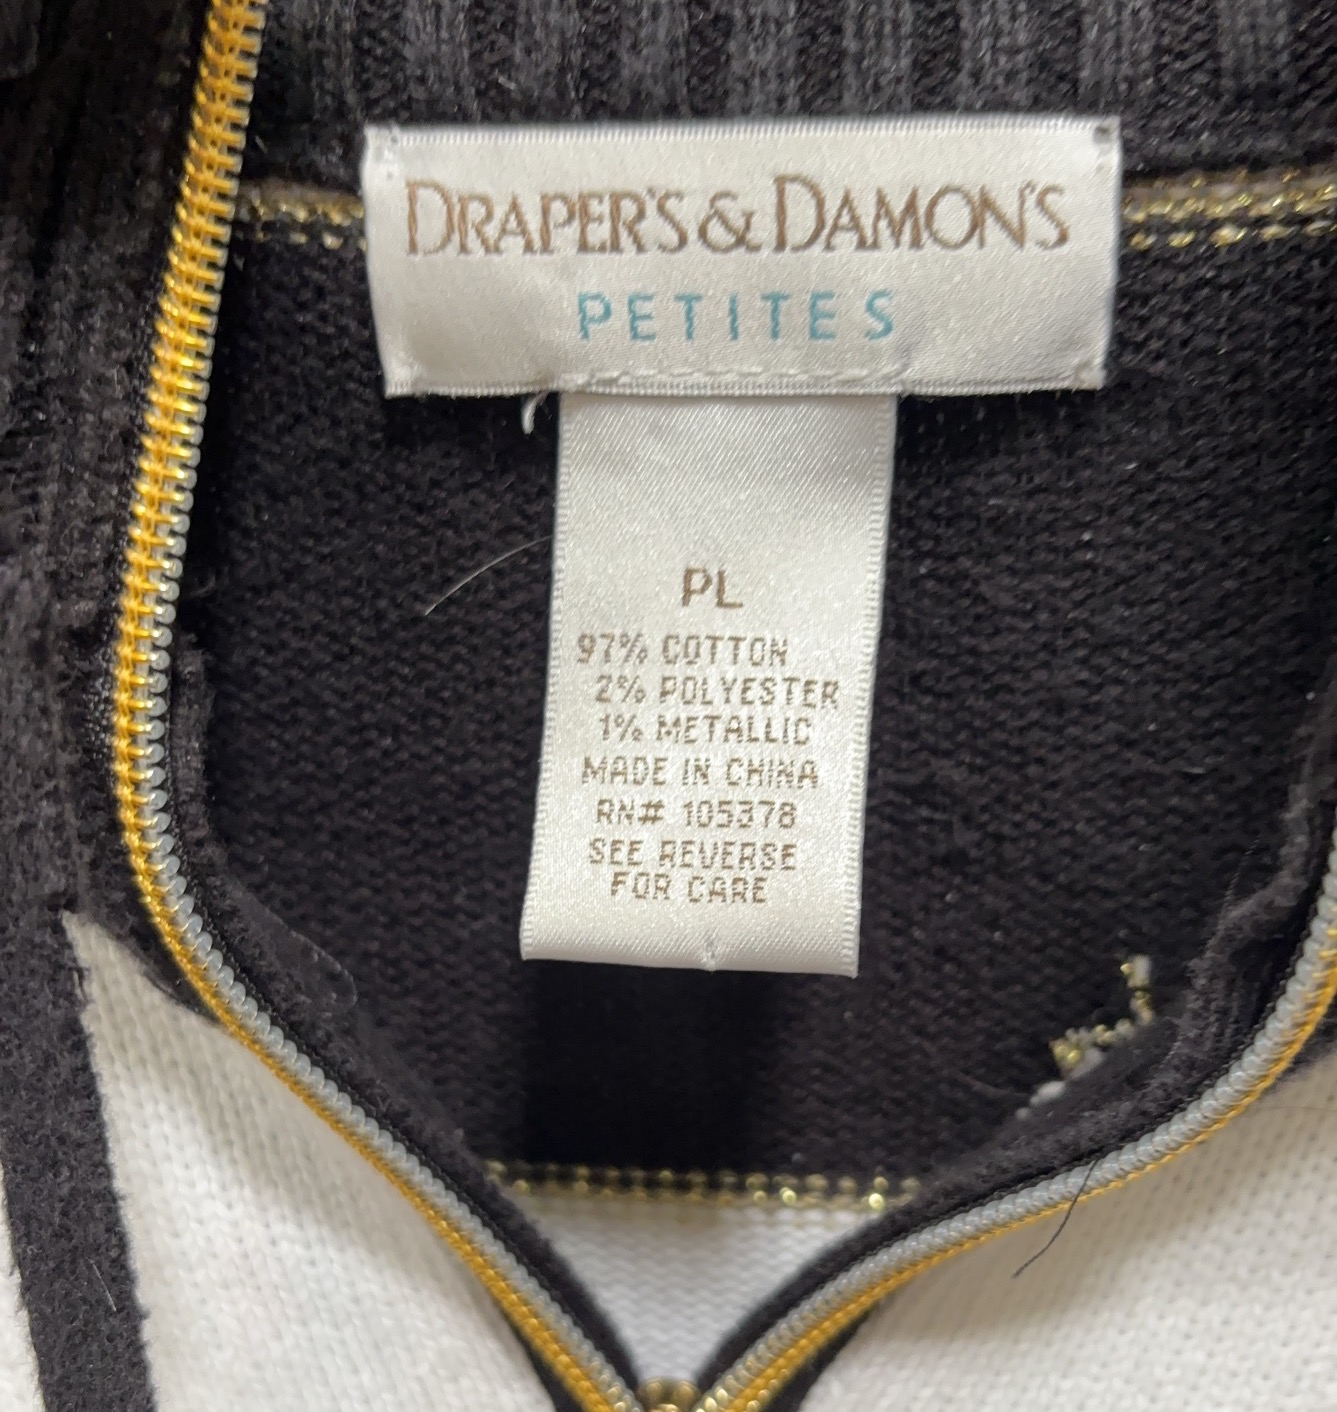 DRAPER'S & DAMON'S
PETITES
PL
97% COTTON
2% POLYESTER
1% METALLIC
MADE IN CHINA
RN# 105378
SEE REVERSE
FOR CARE